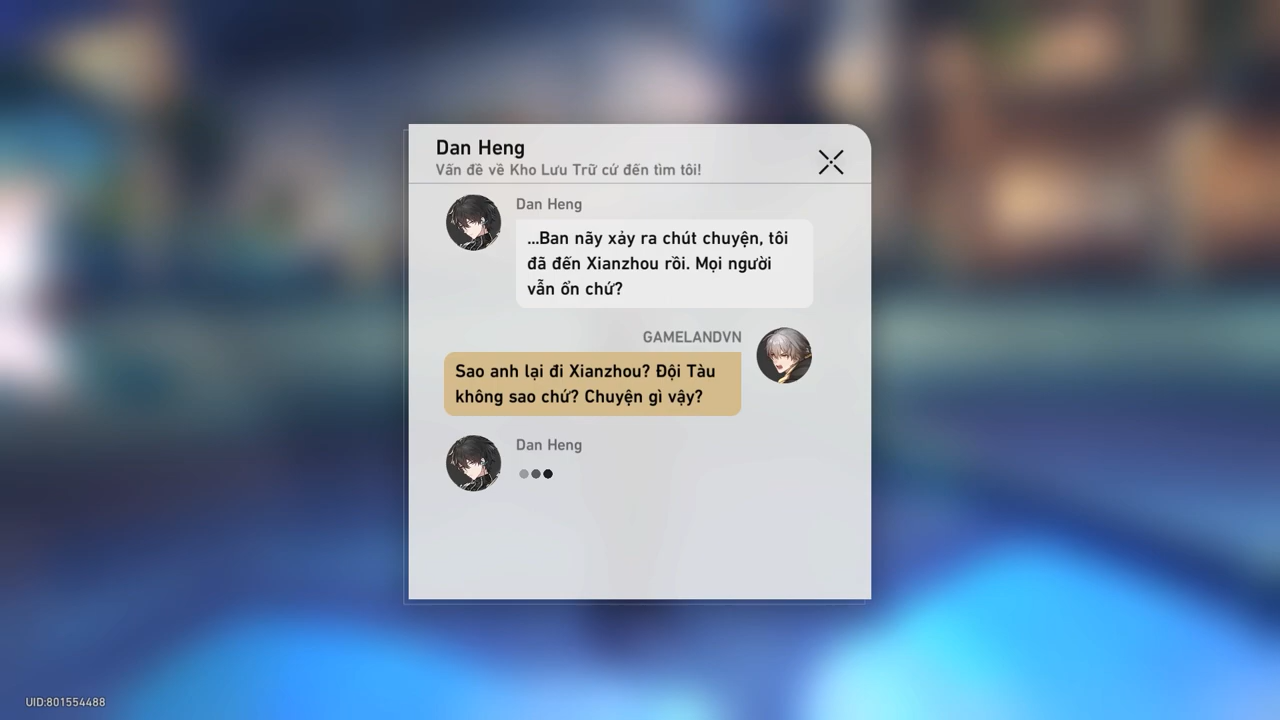 Dan Heng
Vấn đề về Kho Lưu Trữ cứ đến tìm tôi!
Dan Heng
...Ban nãy xảy ra chút chuyện, tôi
đã đến Xianzhou rồi. Mọi người
vẫn ổn chứ?
GAMELANDVN
Sao anh lại đi Xianzhou? Đội Tàu
không sao chứ? Chuyện gì vậy?
Dan Heng
UID:801554488